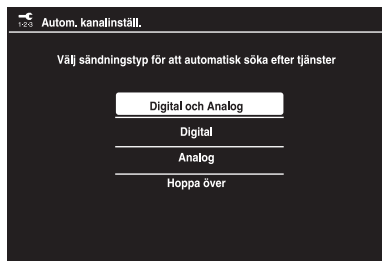 1-2-3 Autom. kanalinställ.
Välj sändningstyp för att automatisk söka efter tjänster
Digital och Analog
Digital
Analog
Hoppa över